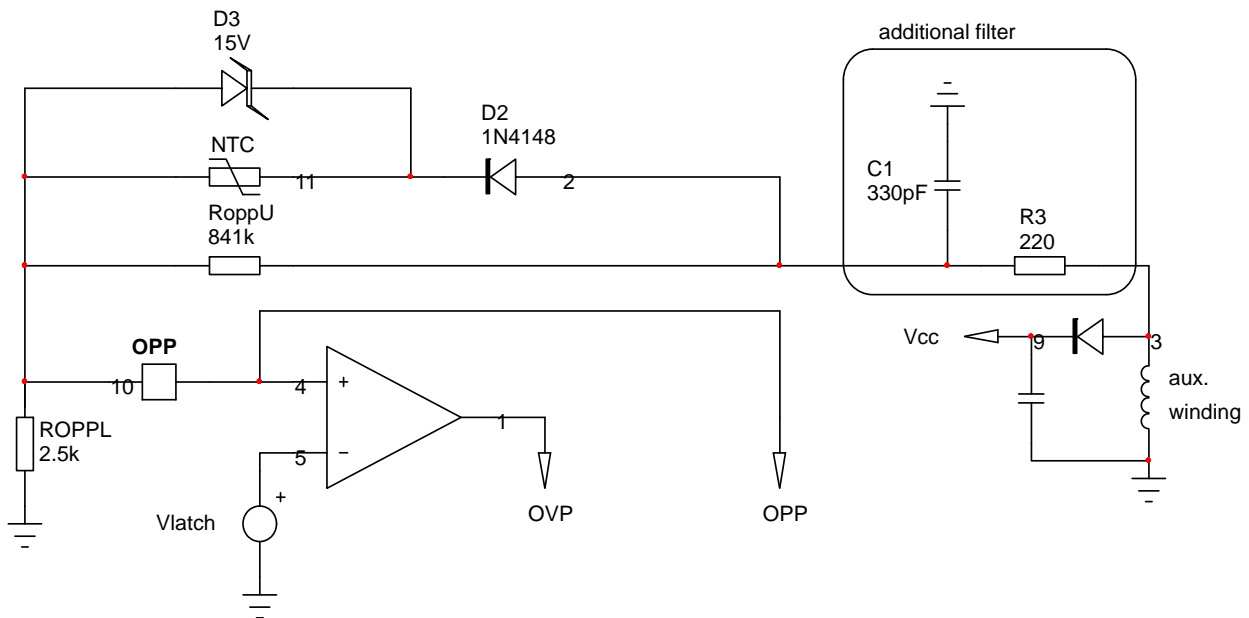 D3
15V
additional filter
D2
1N4148
NTC
11
2
C1
330pF
RoppU
841k
R3
220
OPP
Vcc
9
3
10
4
+
aux.
winding
ROPPL
2.5k
1
5
−
+
Vlatch
OVP
OPP